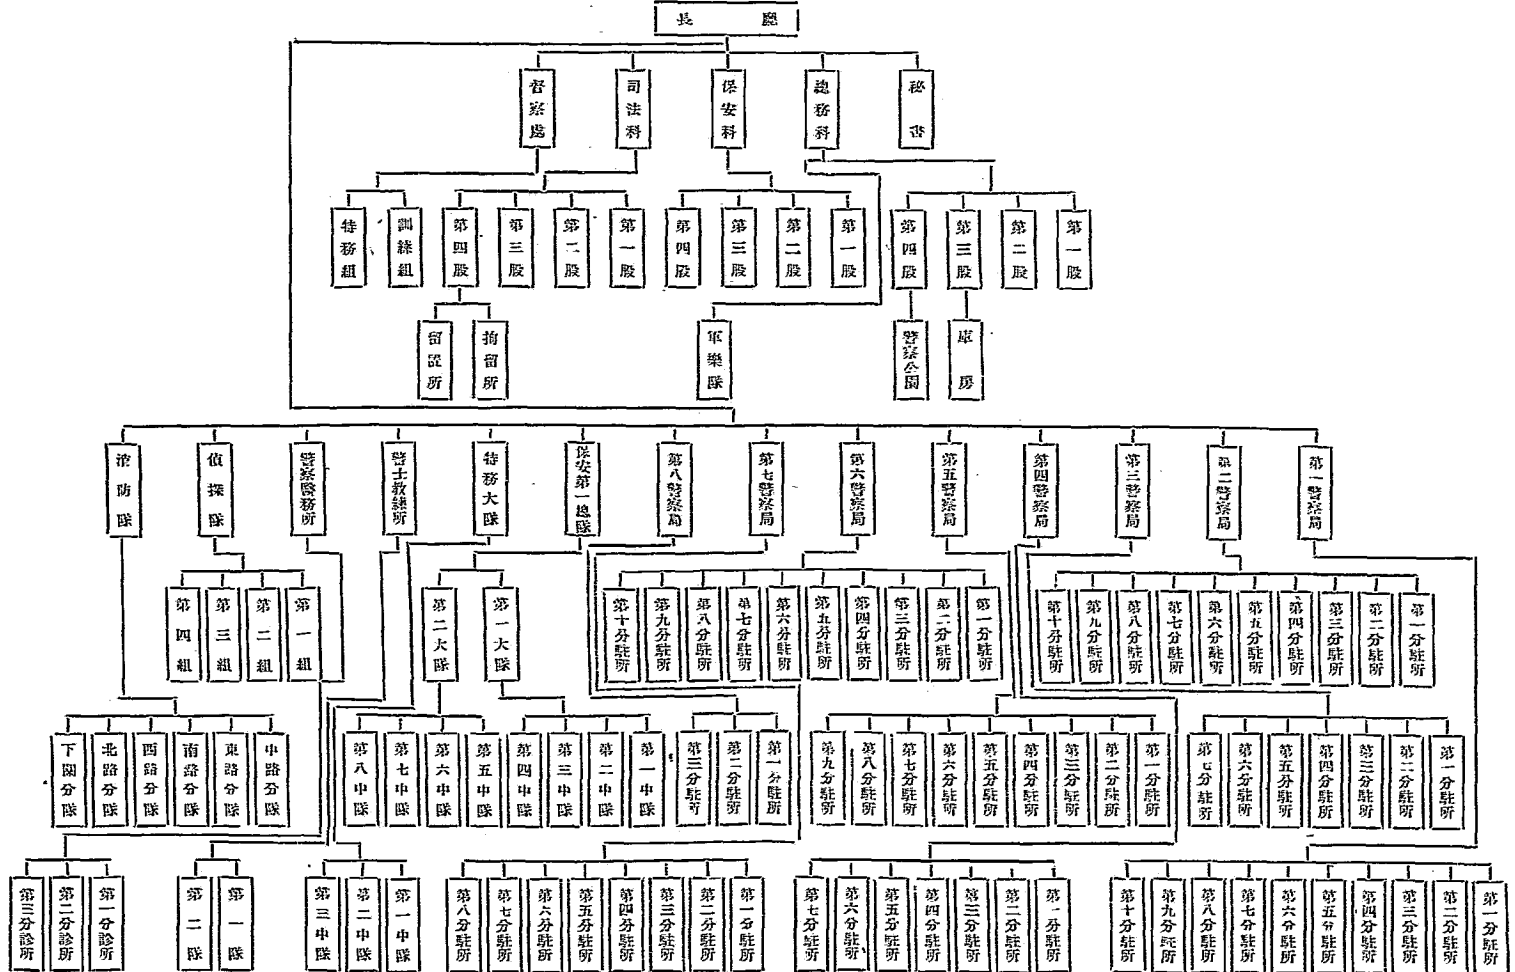 廳長
秘書
總務科
保安科
司法科
督察處
第一股
第二股
第三股
第四股
第一股
第二股
第三股
第四股
第一股
第二股
第三股
第四股
訓練組
特務組
庫房
警察公園
軍樂隊
拘留所
留置所
第一警察局
第二警察局
第三警察局
第四警察局
第五警察局
第六警察局
第七警察局
第八警察局
保安第一總隊
特務大隊
警士教練所
警察醫務所
偵探隊
消防隊
第一分駐所
第二分駐所
第三分駐所
第四分駐所
第五分駐所
第六分駐所
第七分駐所
第八分駐所
第九分駐所
第十分駐所
第一分駐所
第二分駐所
第三分駐所
第四分駐所
第五分駐所
第六分駐所
第七分駐所
第八分駐所
第九分駐所
第十分駐所
第一大隊
第二大隊
第一組
第二組
第三組
第四組
第一分駐所
第二分駐所
第三分駐所
第四分駐所
第五分駐所
第六分駐所
第七分駐所
第一分駐所
第二分駐所
第三分駐所
第四分駐所
第五分駐所
第六分駐所
第七分駐所
第八分駐所
第九分駐所
第一分駐所
第二分駐所
第三分駐所
第一中隊
第二中隊
第三中隊
第四中隊
第五中隊
第六中隊
第七中隊
第八中隊
中路分隊
東路分隊
南路分隊
西路分隊
北路分隊
下關分隊
第一分駐所
第二分駐所
第三分駐所
第四分駐所
第五分駐所
第六分駐所
第七分駐所
第八分駐所
第九分駐所
第十分駐所
第一分駐所
第二分駐所
第三分駐所
第四分駐所
第五分駐所
第六分駐所
第七分駐所
第一分駐所
第二分駐所
第三分駐所
第四分駐所
第五分駐所
第六分駐所
第七分駐所
第八分駐所
第一中隊
第二中隊
第三中隊
第一隊
第二隊
第一分診所
第二分診所
第三分診所